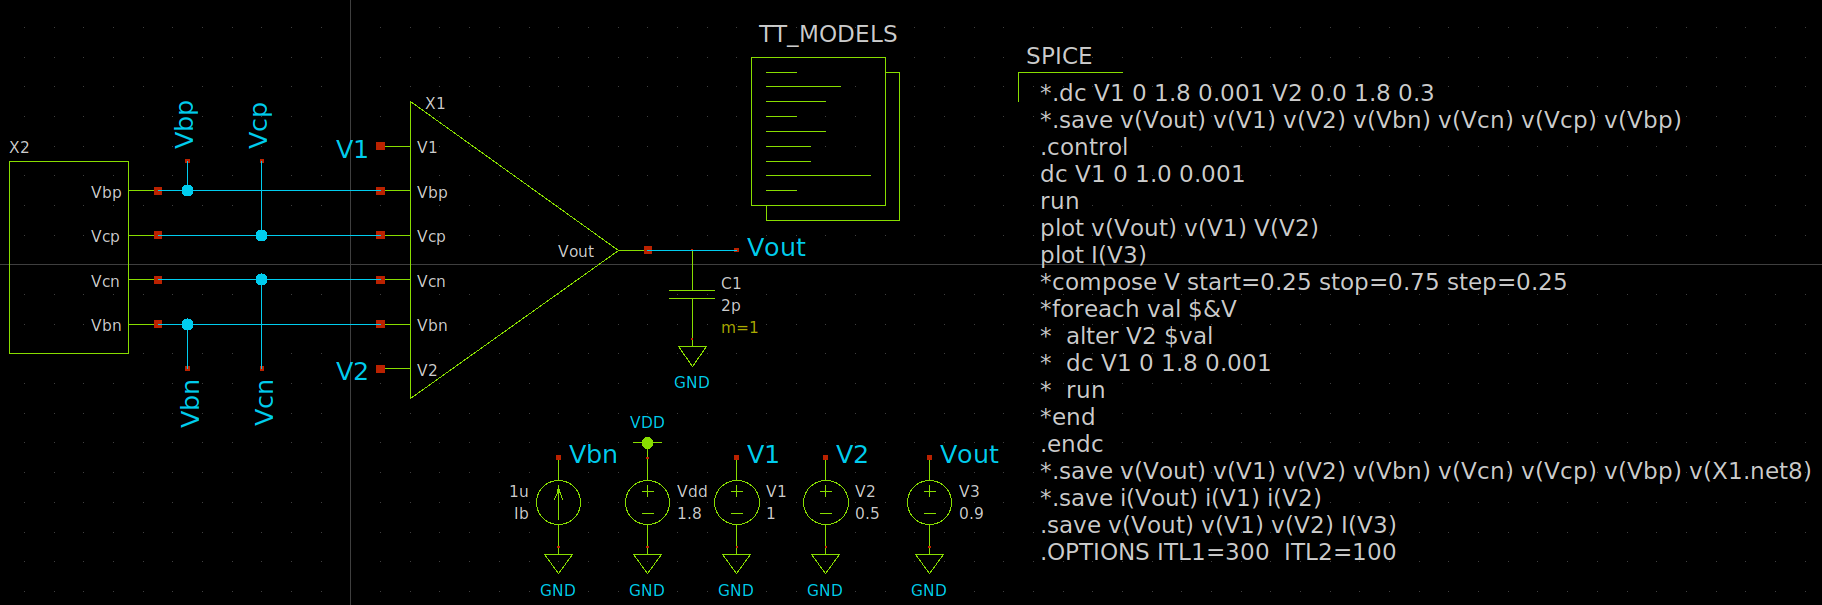 TT_MODELS
X2
Vbp
Vcp
Vcn
Vbn
Vbp
Vcp
Vbn
Vcn
V1
V2
X1
V1
Vbp
Vcp
Vcn
Vbn
V2
Vout
Vout
C1
2p
m=1
GND
Vbn
1u
Ib
GND
VDD
Vdd
1.8
GND
V1
V1
1
GND
V2
V2
0.5
GND
Vout
V3
0.9
GND
SPICE
*.dc V1 0 1.8 0.001 V2 0.0 1.8 0.3
*.save v(Vout) v(V1) v(V2) v(Vbn) v(Vcn) v(Vcp) v(Vbp)
.control
dc V1 0 1.0 0.001
run
plot v(Vout) v(V1) V(V2)
plot I(V3)
*compose V start=0.25 stop=0.75 step=0.25
*foreach val $&V
*  alter V2 $val
*  dc V1 0 1.8 0.001
*  run
*end
.endc
*.save v(Vout) v(V1) v(V2) v(Vbn) v(Vcn) v(Vcp) v(Vbp) v(X1.net8)
*.save i(Vout) i(V1) i(V2)
.save v(Vout) v(V1) v(V2) I(V3)
.OPTIONS ITL1=300  ITL2=100